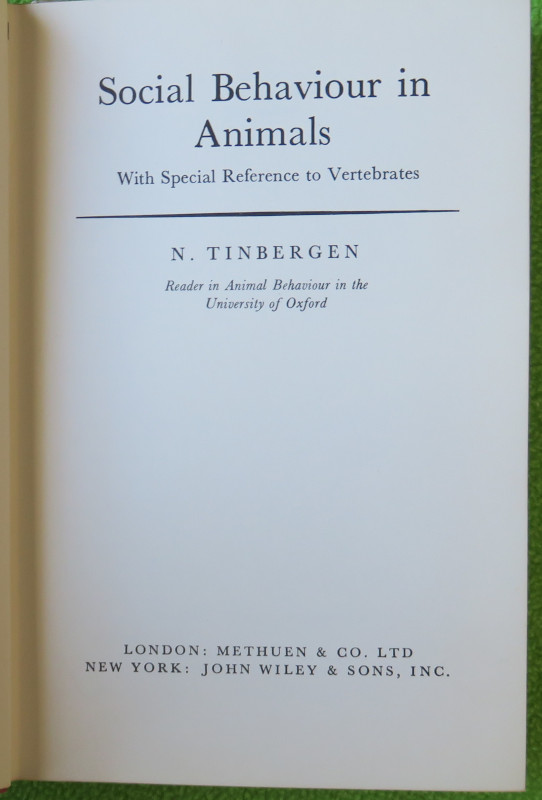 Social Behaviour in
Animals
With Special Reference to Vertebrates
N. TINBERGEN
Reader in Animal Behaviour in the
University of Oxford
LONDON: METHUEN & CO. LTD
NEW YORK: JOHN WILEY & SONS, INC.